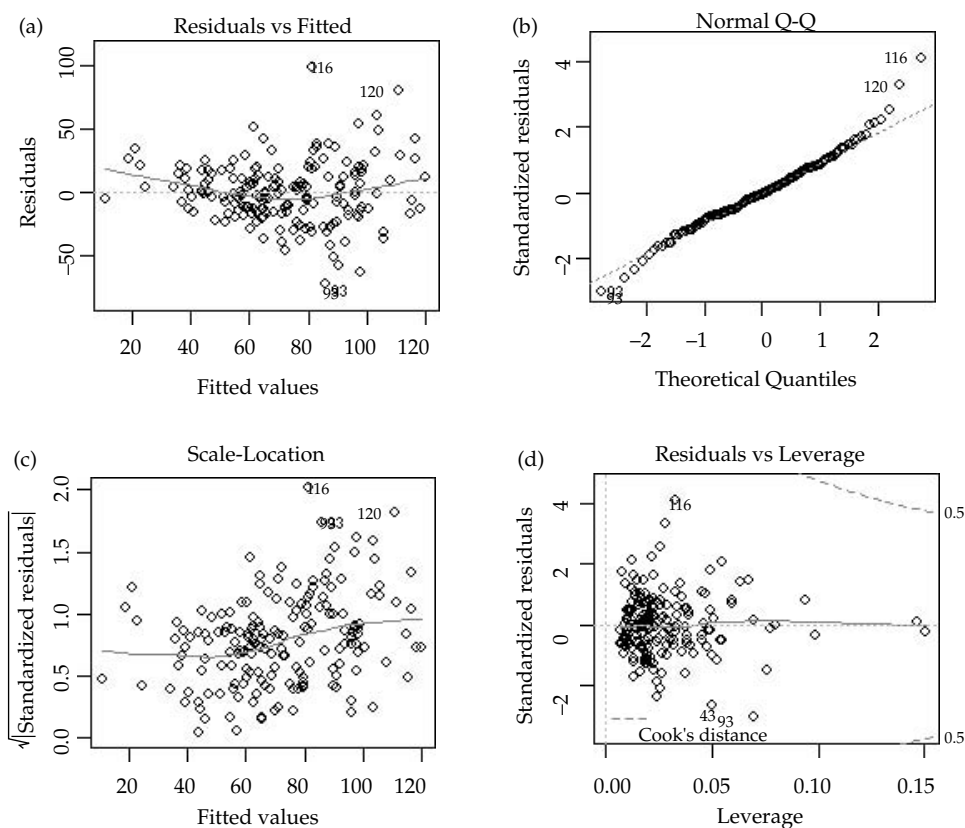 (a)
Residuals vs Fitted
Residuals
100
50
0
−50
116
120
93
20 40 60 80 100 120
Fitted values
(b)
Normal Q-Q
Standardized residuals
4
2
0
−2
116
120
93
93
−2 −1 0 1 2
Theoretical Quantiles
(c)
Scale-Location
√|Standardized residuals|
2.0
1.5
1.0
0.5
0.0
116
120
93
20 40 60 80 100 120
Fitted values
(d)
Residuals vs Leverage
Standardized residuals
4
2
0
−2
116
43 93
Cook's distance
0.5
0.5
0.00 0.05 0.10 0.15
Leverage